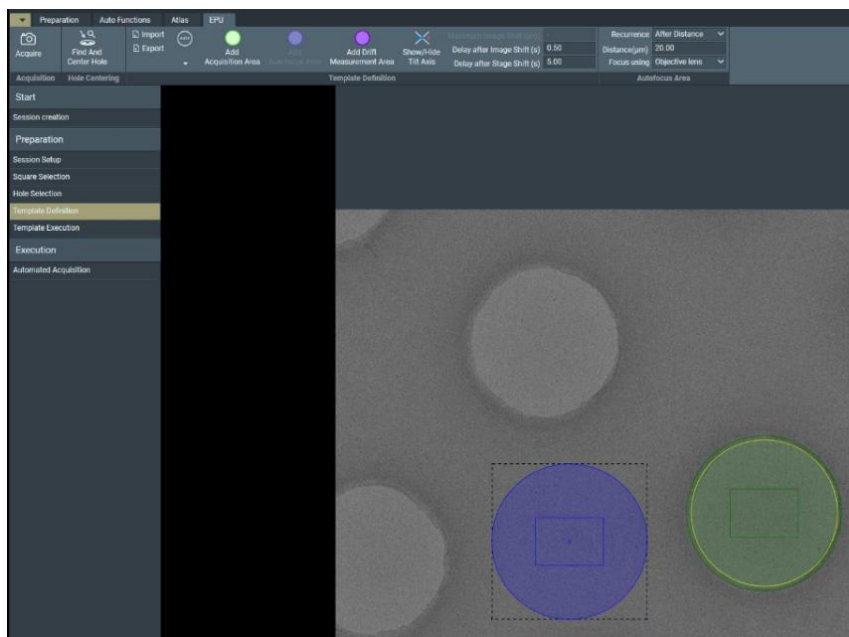 Preparation Auto Functions Atlas EPU
Acquire
Find And Center Hole
Import
Export
Add Acquisition Area
Add Drift Measurement Area
Show/Hide Tilt Axis
Delay after Image Shift (s) 0.50
Delay after Stage Shift (s) 5.00
Recurrence After Distance
Distance(µm) 20.00
Focus using Objective lens
Acquisition Hole Centering Template Definition Autofocus Area
Start
Session creation
Preparation
Session Setup
Square Selection
Hole Selection
Template Definition
Template Execution
Execution
Automated Acquisition